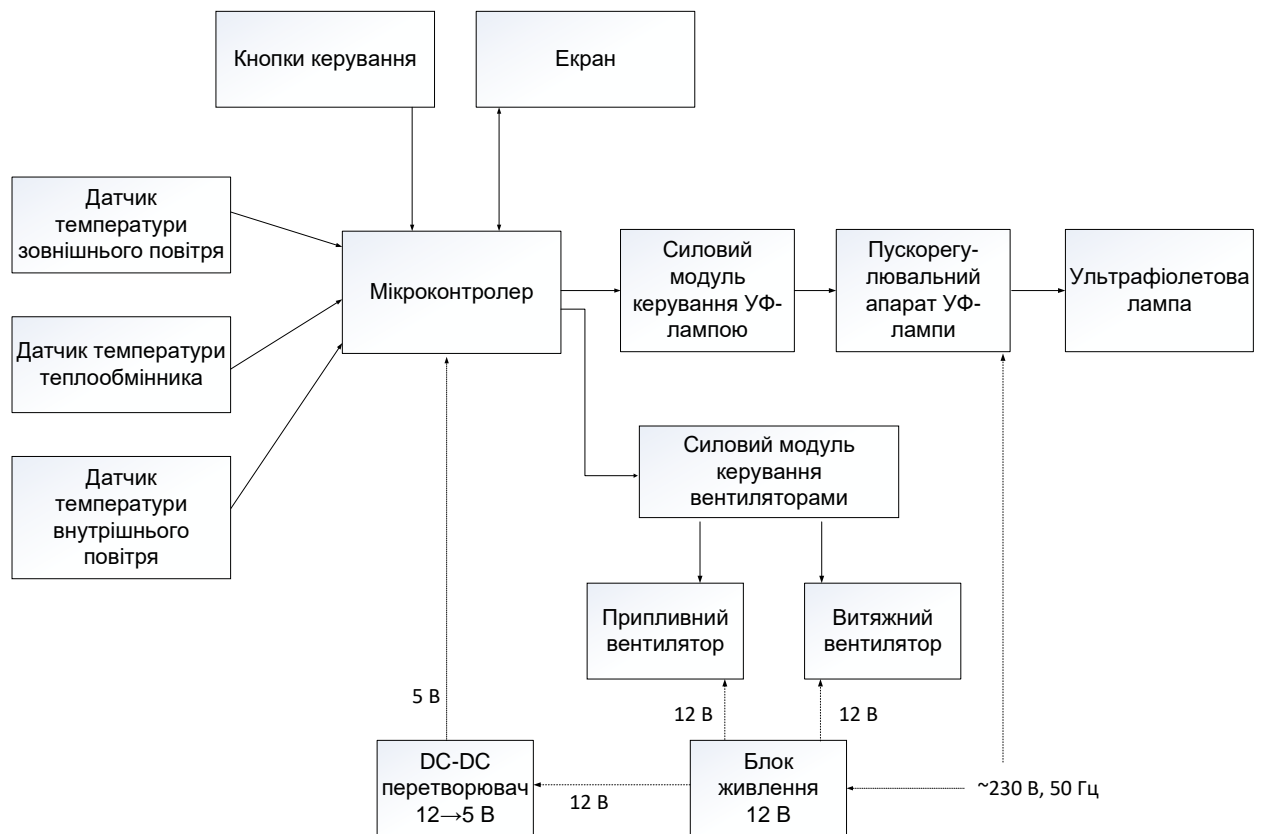 Кнопки керування
Екран
Датчик
температури
зовнішнього повітря
Мікроконтролер
Силовий
модуль
керування УФ-
лампою
Пускорегу-
лювальний
апарат УФ-
лампи
Ультрафіолетова
лампа
Датчик температури
теплообмінника
Датчик
температури
внутрішнього
повітря
Силовий модуль
керування
вентиляторами
Припливний
вентилятор
Витяжний
вентилятор
5 В
12 В
12 В
DC-DC
перетворювач
12→5 В
12 В
Блок
живлення
12 В
~230 В, 50 Гц